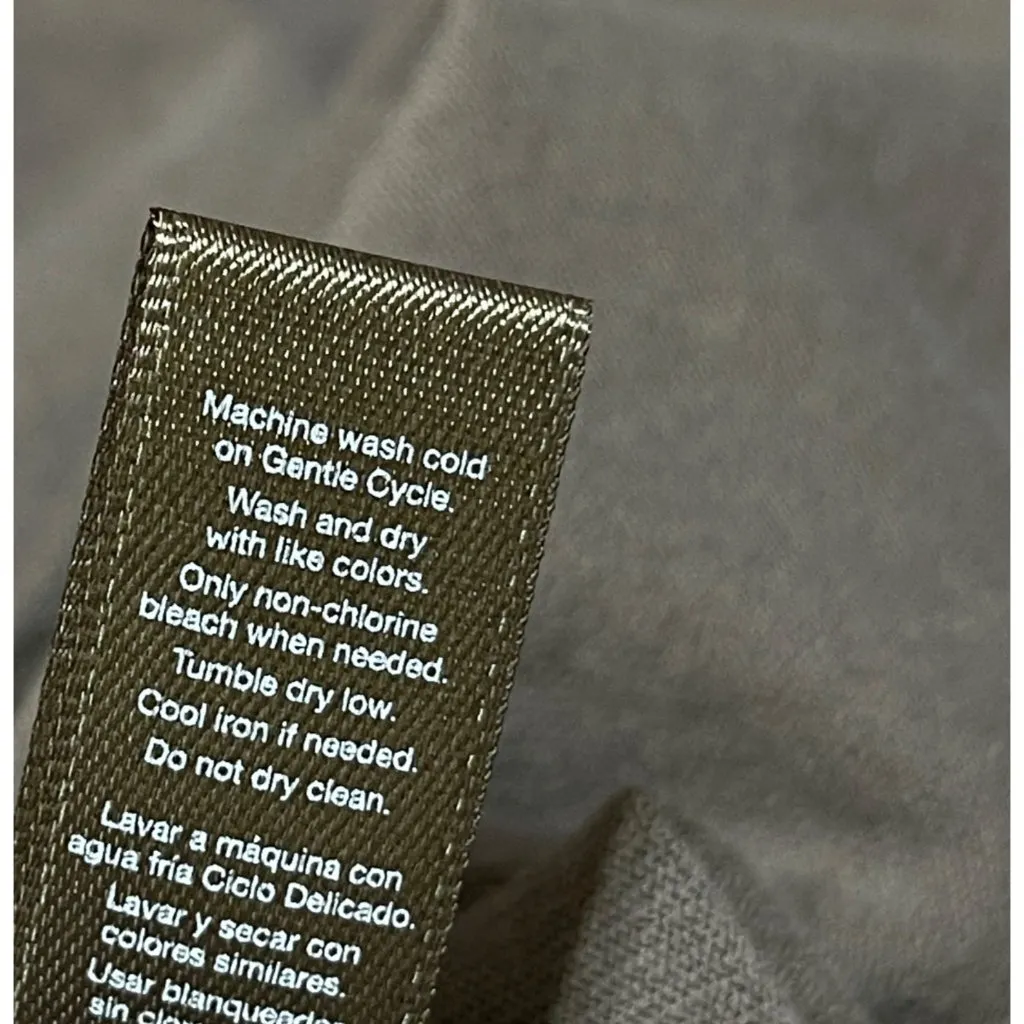 Machine wash cold
on Gentle Cycle.
Wash and dry
with like colors.
Only non-chlorine
bleach when needed.
Tumble dry low.
Cool iron if needed.
Do not dry clean.
Lavar a máquina con
agua fría Ciclo Delicado.
Lavar y secar con
colores similares.
Usar
sin